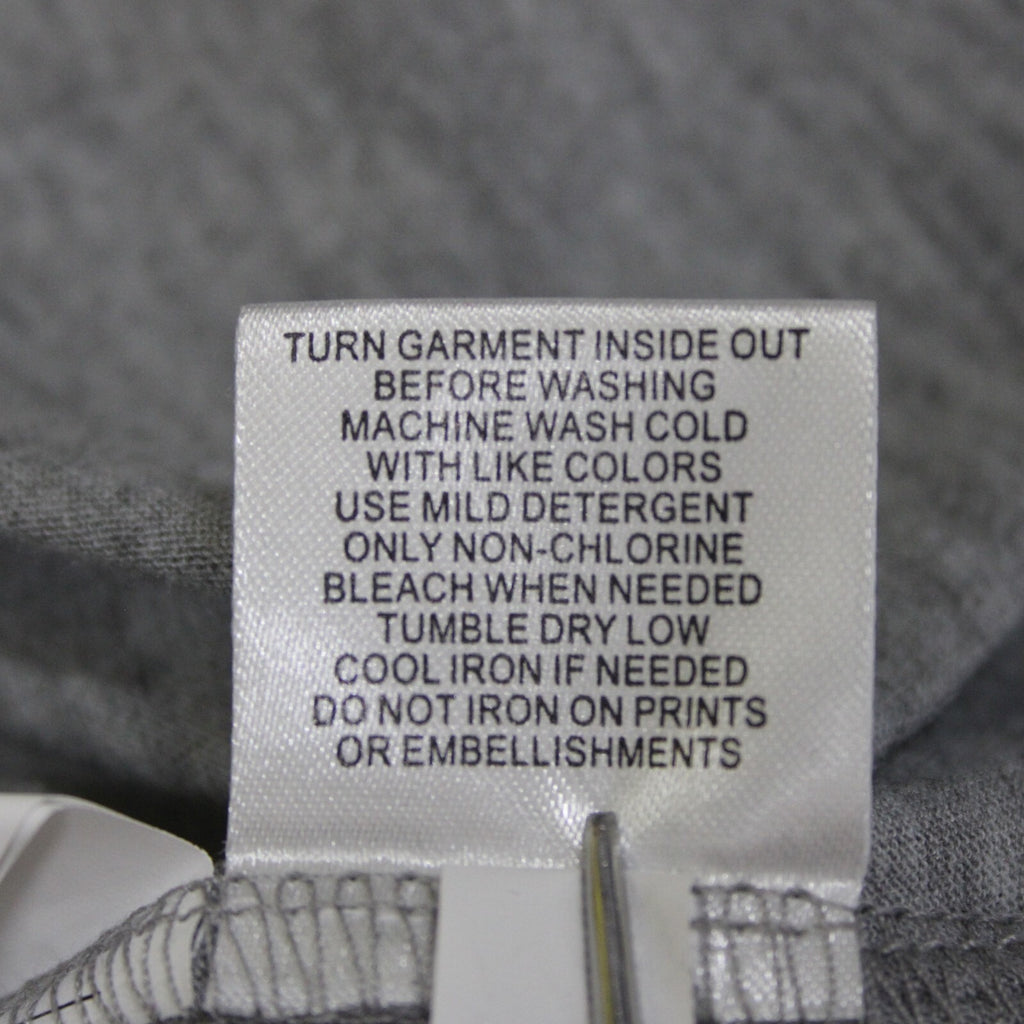 TURN GARMENT INSIDE OUT
BEFORE WASHING
MACHINE WASH COLD
WITH LIKE COLORS
USE MILD DETERGENT
ONLY NON-CHLORINE
BLEACH WHEN NEEDED
TUMBLE DRY LOW
COOL IRON IF NEEDED
DO NOT IRON ON PRINTS
OR EMBELLISHMENTS